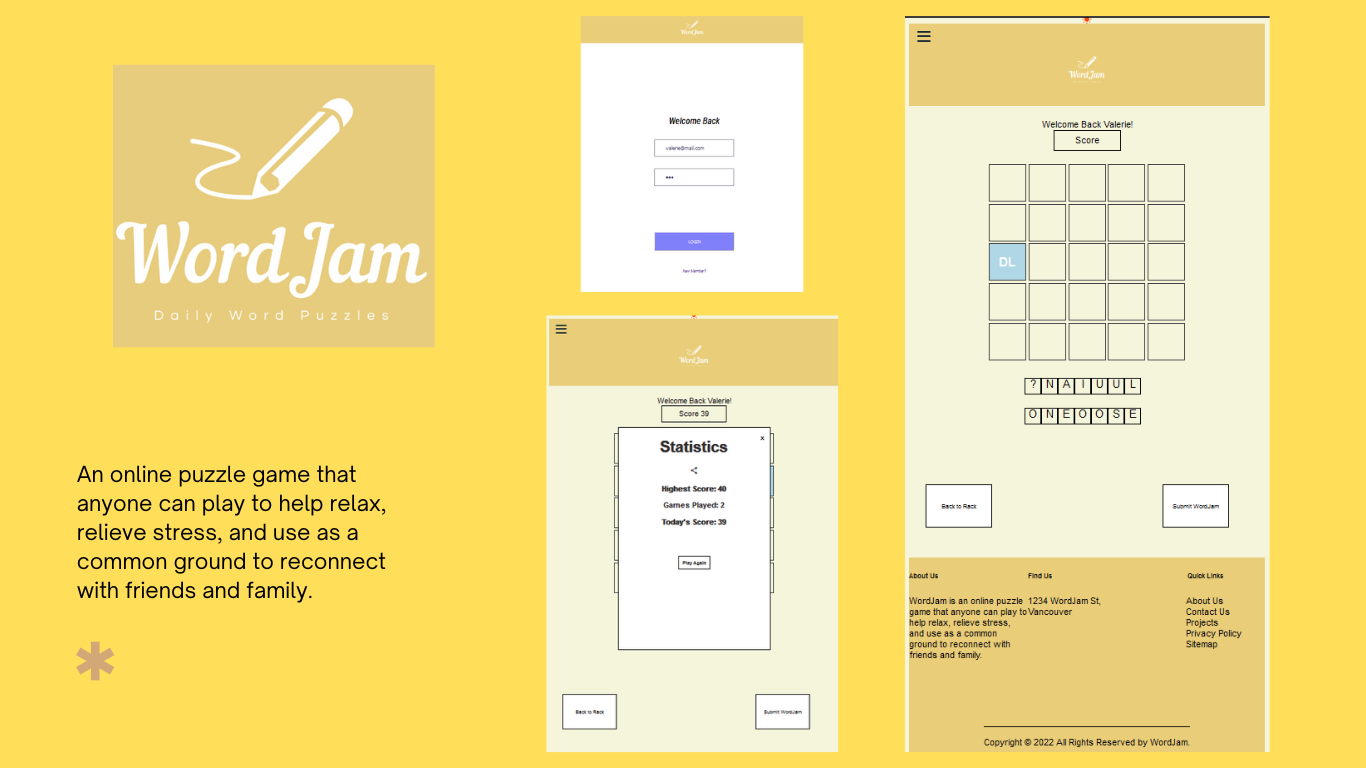 WordJam
Daily Word Puzzles
An online puzzle game that
anyone can play to help relax,
relieve stress, and use as a
common ground to reconnect
with friends and family.
WordJam
Welcome Back
valerie@mail.com
LOGIN
New Member?
WordJam
Welcome Back Valerie!
Score 39
Statistics
x
Highest Score: 40
Games Played: 2
Today's Score: 39
Play Again
Back to Rack
Submit WordJam
WordJam
Welcome Back Valerie!
Score
DL
? N A I U U L
O N E O O S E
Back to Rack
Submit WordJam
About Us
WordJam is an online puzzle
game that anyone can play to
help relax, relieve stress,
and use as a common
ground to reconnect with
friends and family.
Find Us
1234 WordJam St,
Vancouver
Quick Links
About Us
Contact Us
Projects
Privacy Policy
Sitemap
Copyright © 2022 All Rights Reserved by WordJam.